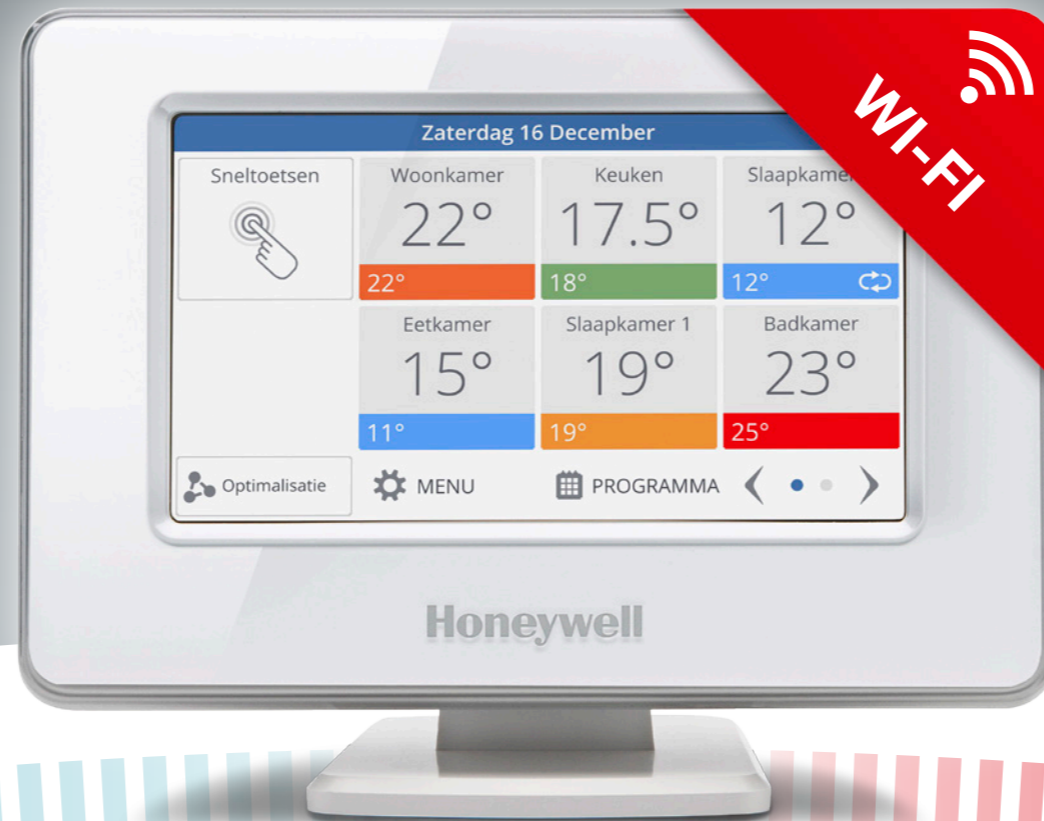 WI-FI
Zaterdag 16 December
Sneltoetsen
Woonkamer
22°
22°
Keuken
17.5°
18°
12°
12°
Eetkamer
15°
11°
Slaapkamer 1
19°
19°
Badkamer
23°
25°
Optimalisatie
MENU
PROGRAMMA
Honeywell